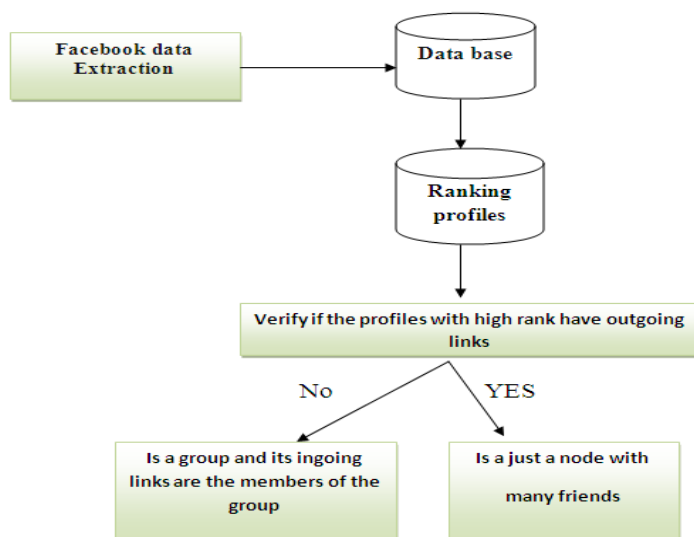 Facebook data
Extraction
Data base
Ranking
profiles
Verify if the profiles with high rank have outgoing
links
No
YES
Is a group and its ingoing
links are the members of the
group
Is a just a node with
many friends